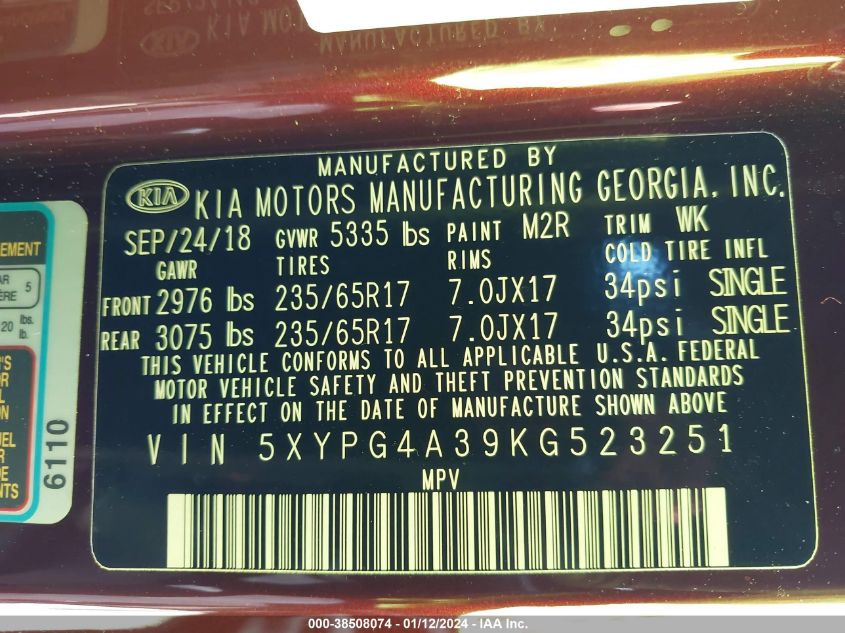 MANUFACTURED BY
KIA KIA MOTORS MANUFACTURING GEORGIA, INC.
SEP/24/18 GVWR 5335 lbs PAINT M2R TRIM WK
GAWR TIRES RIMS COLD TIRE INFL
FRONT 2976 lbs 235/65R17 7.0JX17 34psi SINGLE
REAR 3075 lbs 235/65R17 7.0JX17 34psi SINGLE
THIS VEHICLE CONFORMS TO ALL APPLICABLE U.S.A. FEDERAL
MOTOR VEHICLE SAFETY AND THEFT PREVENTION STANDARDS
IN EFFECT ON THE DATE OF MANUFACTURE SHOWN ABOVE
VIN 5XYPG4A39KG523251
MPV
5
20 lbs.
6110
000-38508074 - 01/12/2024 - IAA Inc.